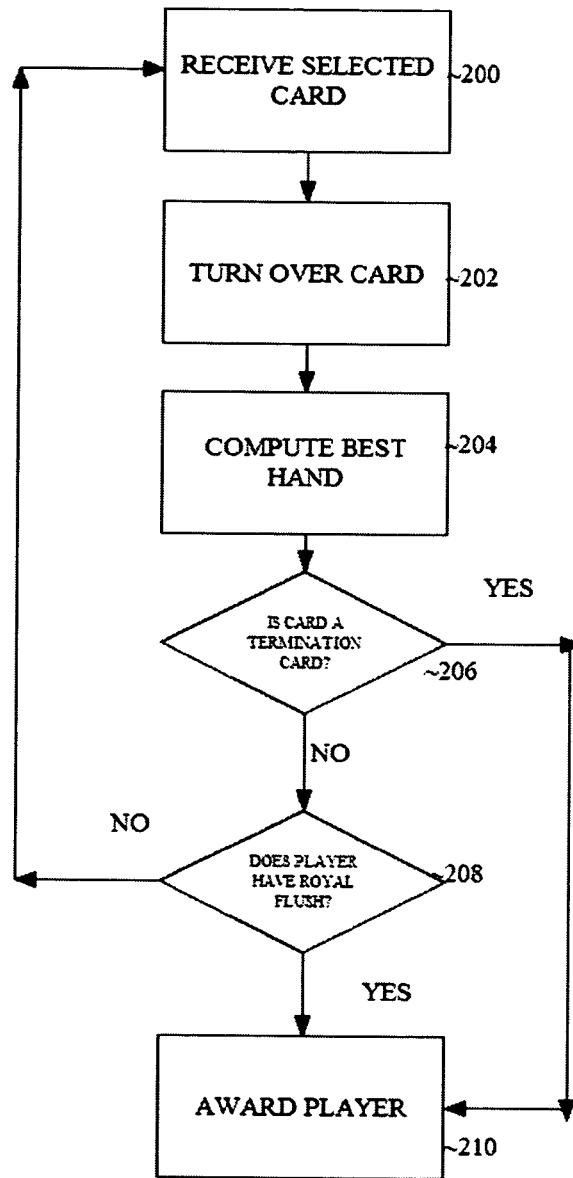 RECEIVE SELECTED
CARD
~200
TURN OVER CARD
~202
COMPUTE BEST
HAND
~204
IS CARD A
TERMINATION
CARD?
YES
~206
NO
NO
DOES PLAYER
HAVE ROYAL
FLUSH?
~208
YES
AWARD PLAYER
~210